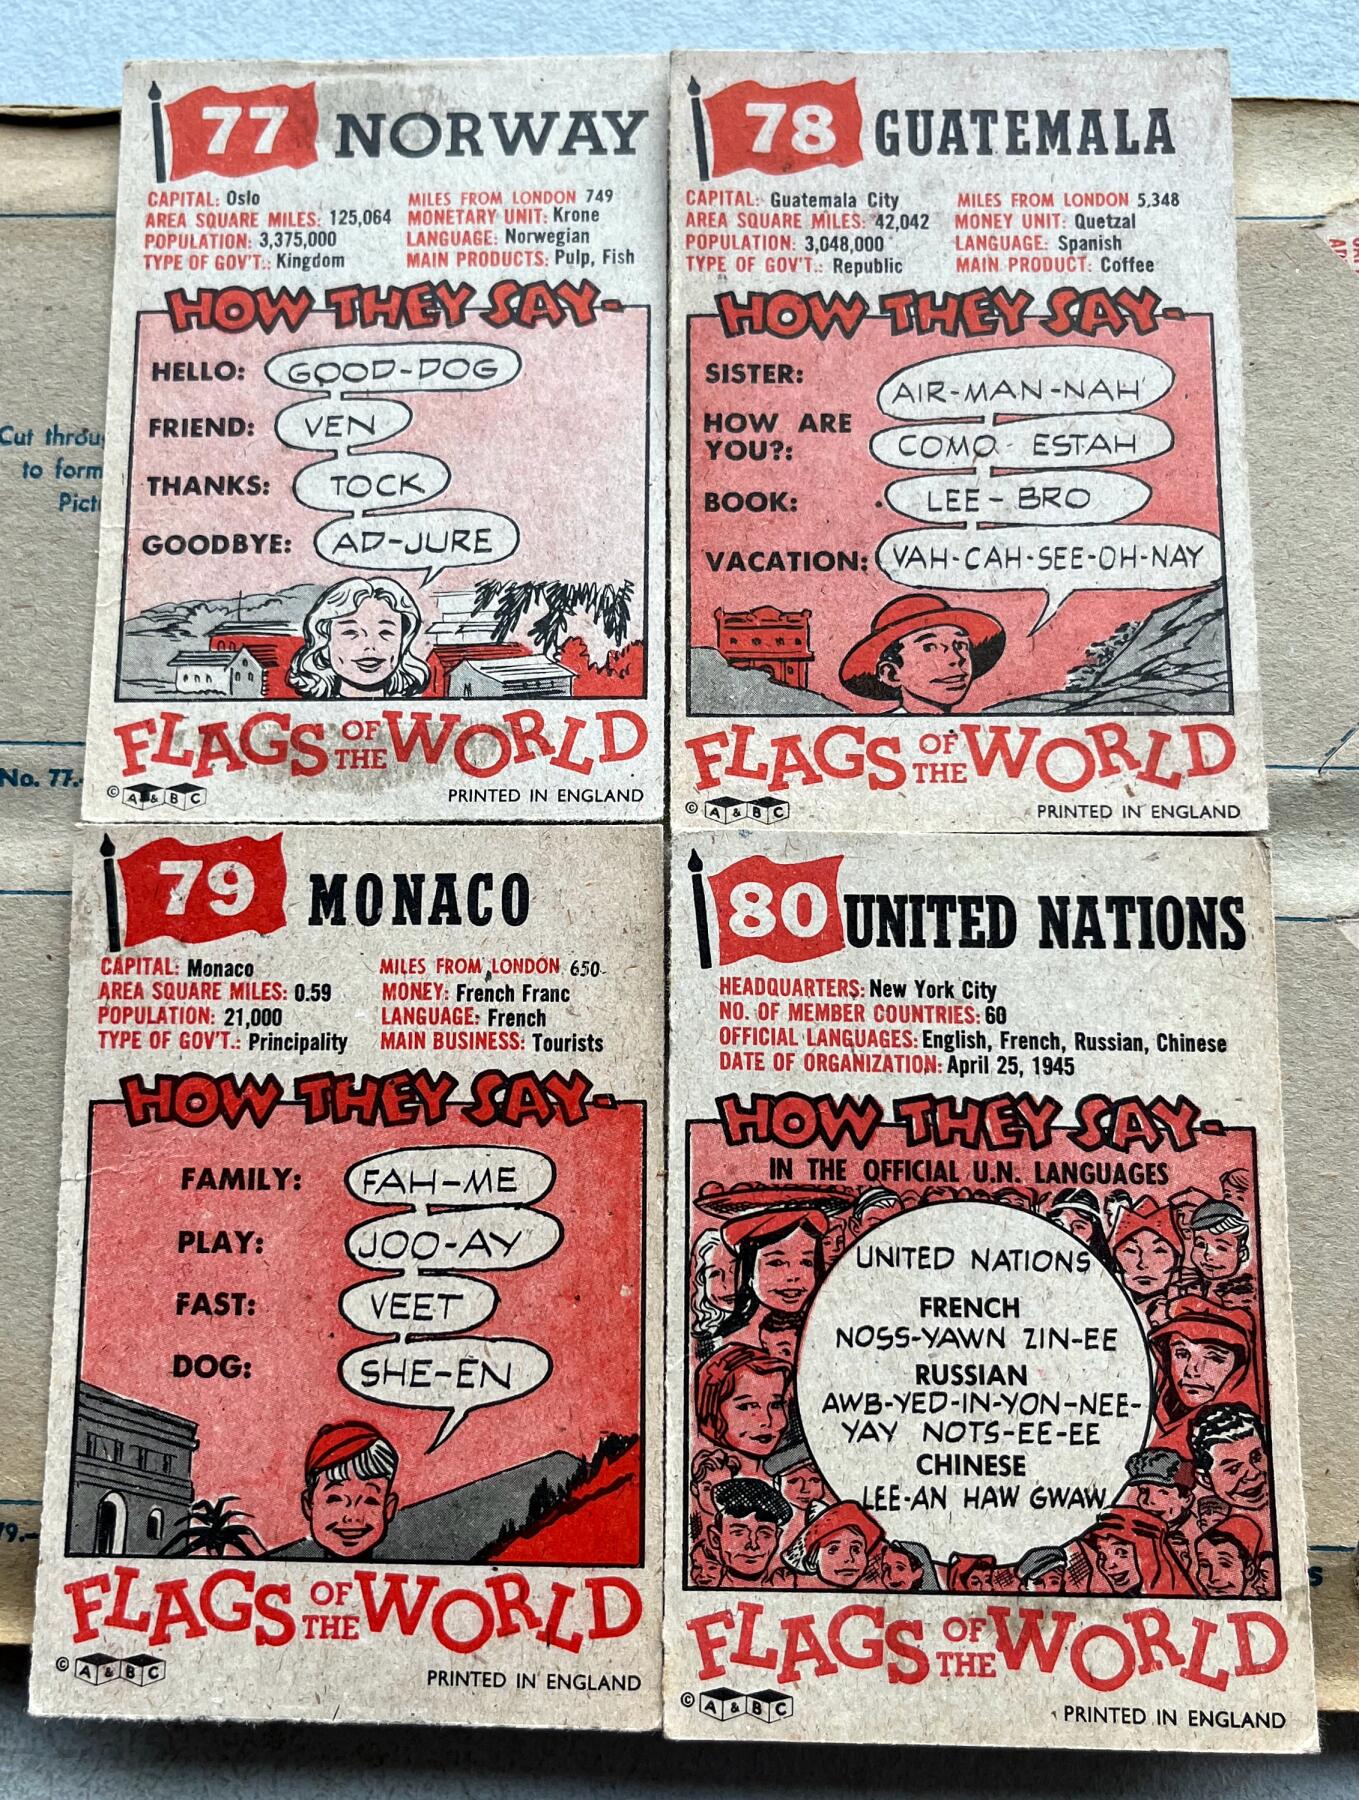 77 NORWAY
CAPITAL: Oslo
AREA SQUARE MILES: 125,064
POPULATION: 3,375,000
TYPE OF GOV'T.: Kingdom
MILES FROM LONDON 749
MONETARY UNIT: Krone
LANGUAGE: Norwegian
MAIN PRODUCTS: Pulp, Fish
HOW THEY SAY-
HELLO: GOOD-DOG
FRIEND: VEN
THANKS: TOCK
GOODBYE: AD-JURE
FLAGS OF THE WORLD
© A&BC
PRINTED IN ENGLAND
78 GUATEMALA
CAPITAL: Guatemala City
AREA SQUARE MILES: 42,042
POPULATION: 3,048,000
TYPE OF GOV'T.: Republic
MILES FROM LONDON 5,348
MONEY UNIT: Quetzal
LANGUAGE: Spanish
MAIN PRODUCT: Coffee
HOW THEY SAY-
SISTER: AIR-MAN-NAH
HOW ARE
YOU?: COMO ESTAH
BOOK: LEE-BRO
VACATION: VAH-CAH-SEE-OH-NAY
FLAGS OF THE WORLD
© A&BC
PRINTED IN ENGLAND
79 MONACO
CAPITAL: Monaco
AREA SQUARE MILES: 0.59
POPULATION: 21,000
TYPE OF GOV'T.: Principality
MILES FROM LONDON 650
MONEY: French Franc
LANGUAGE: French
MAIN BUSINESS: Tourists
HOW THEY SAY-
FAMILY: FAH-ME
PLAY: JOO-AY
FAST: VEET
DOG: SHE-EN
FLAGS OF THE WORLD
© A&BC
PRINTED IN ENGLAND
80 UNITED NATIONS
HEADQUARTERS: New York City
NO. OF MEMBER COUNTRIES: 60
OFFICIAL LANGUAGES: English, French, Russian, Chinese
DATE OF ORGANIZATION: April 25, 1945
HOW THEY SAY-
IN THE OFFICIAL U.N. LANGUAGES
UNITED NATIONS
FRENCH
NOSS-YAWN ZIN-EE
RUSSIAN
AWB-YED-IN-YON-NEE-
YAY NOTS-EE-EE
CHINESE
LEE-AN HAW GWAW
FLAGS OF THE WORLD
© A&BC
PRINTED IN ENGLAND
Cut
to form
No. 77.